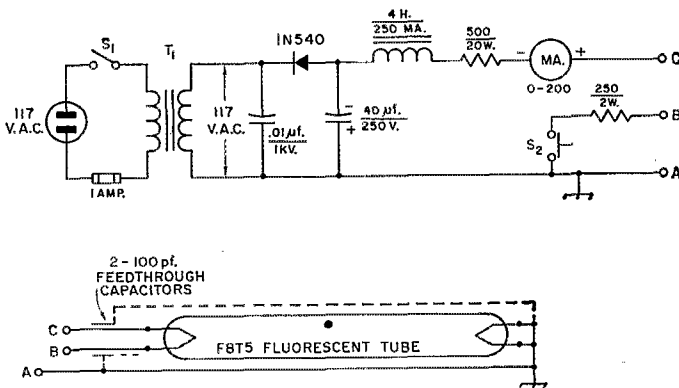 S1
T1
117
V.A.C.
1 AMP.
117
V.A.C.
.01µf.
1KV.
1N540
40µf.
250V.
−
+
4 H.
250 MA.
500
20W.
− MA. +
0-200
C
250
2W.
B
S2
A
2-100 pf.
FEEDTHROUGH
CAPACITORS
C
B
A
F8T5 FLUORESCENT TUBE